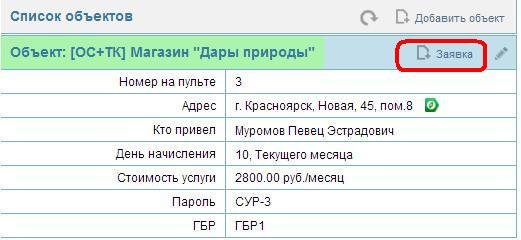 Список объектов Добавить объект
Объект: [ОС+ТК] Магазин "Дары природы" Заявка
Номер на пульте 3
Адрес г. Красноярск, Новая, 45, пом.8
Кто привел Муромов Певец Эстрадович
День начисления 10, Текущего месяца
Стоимость услуги 2800.00 руб./месяц
Пароль СУР-3
ГБР ГБР1